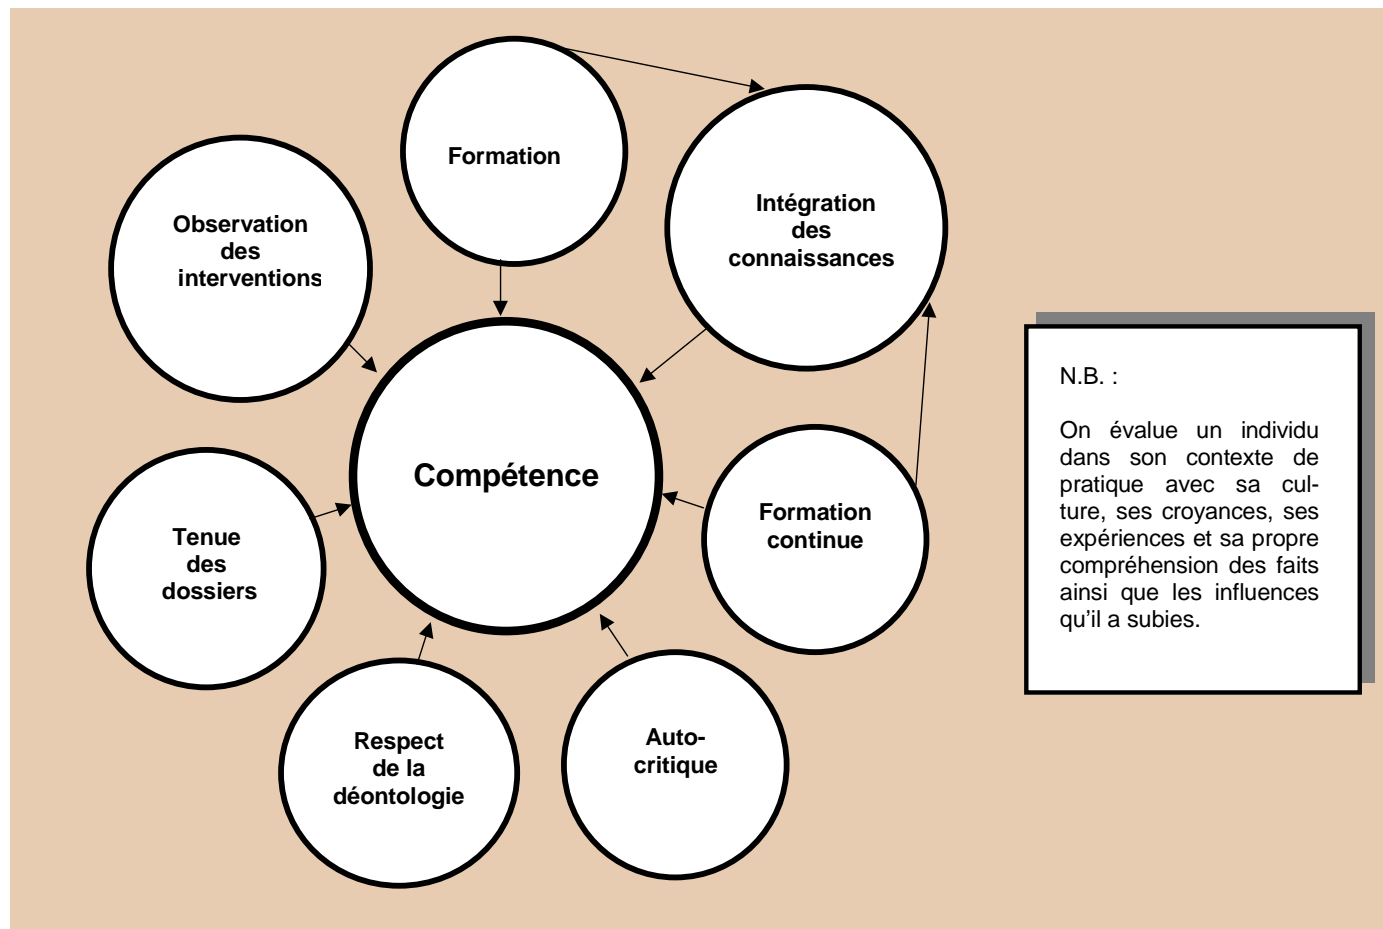 Formation
Intégration
des
connaissances
Observation
des
interventions
N.B. :
On évalue un individu
dans son contexte de
pratique avec sa cul-
ture, ses croyances, ses
expériences et sa propre
compréhension des faits
ainsi que les influences
qu'il a subies.
Compétence
Formation
continue
Tenue
des
dossiers
Respect
de la
déontologie
Auto-
critique